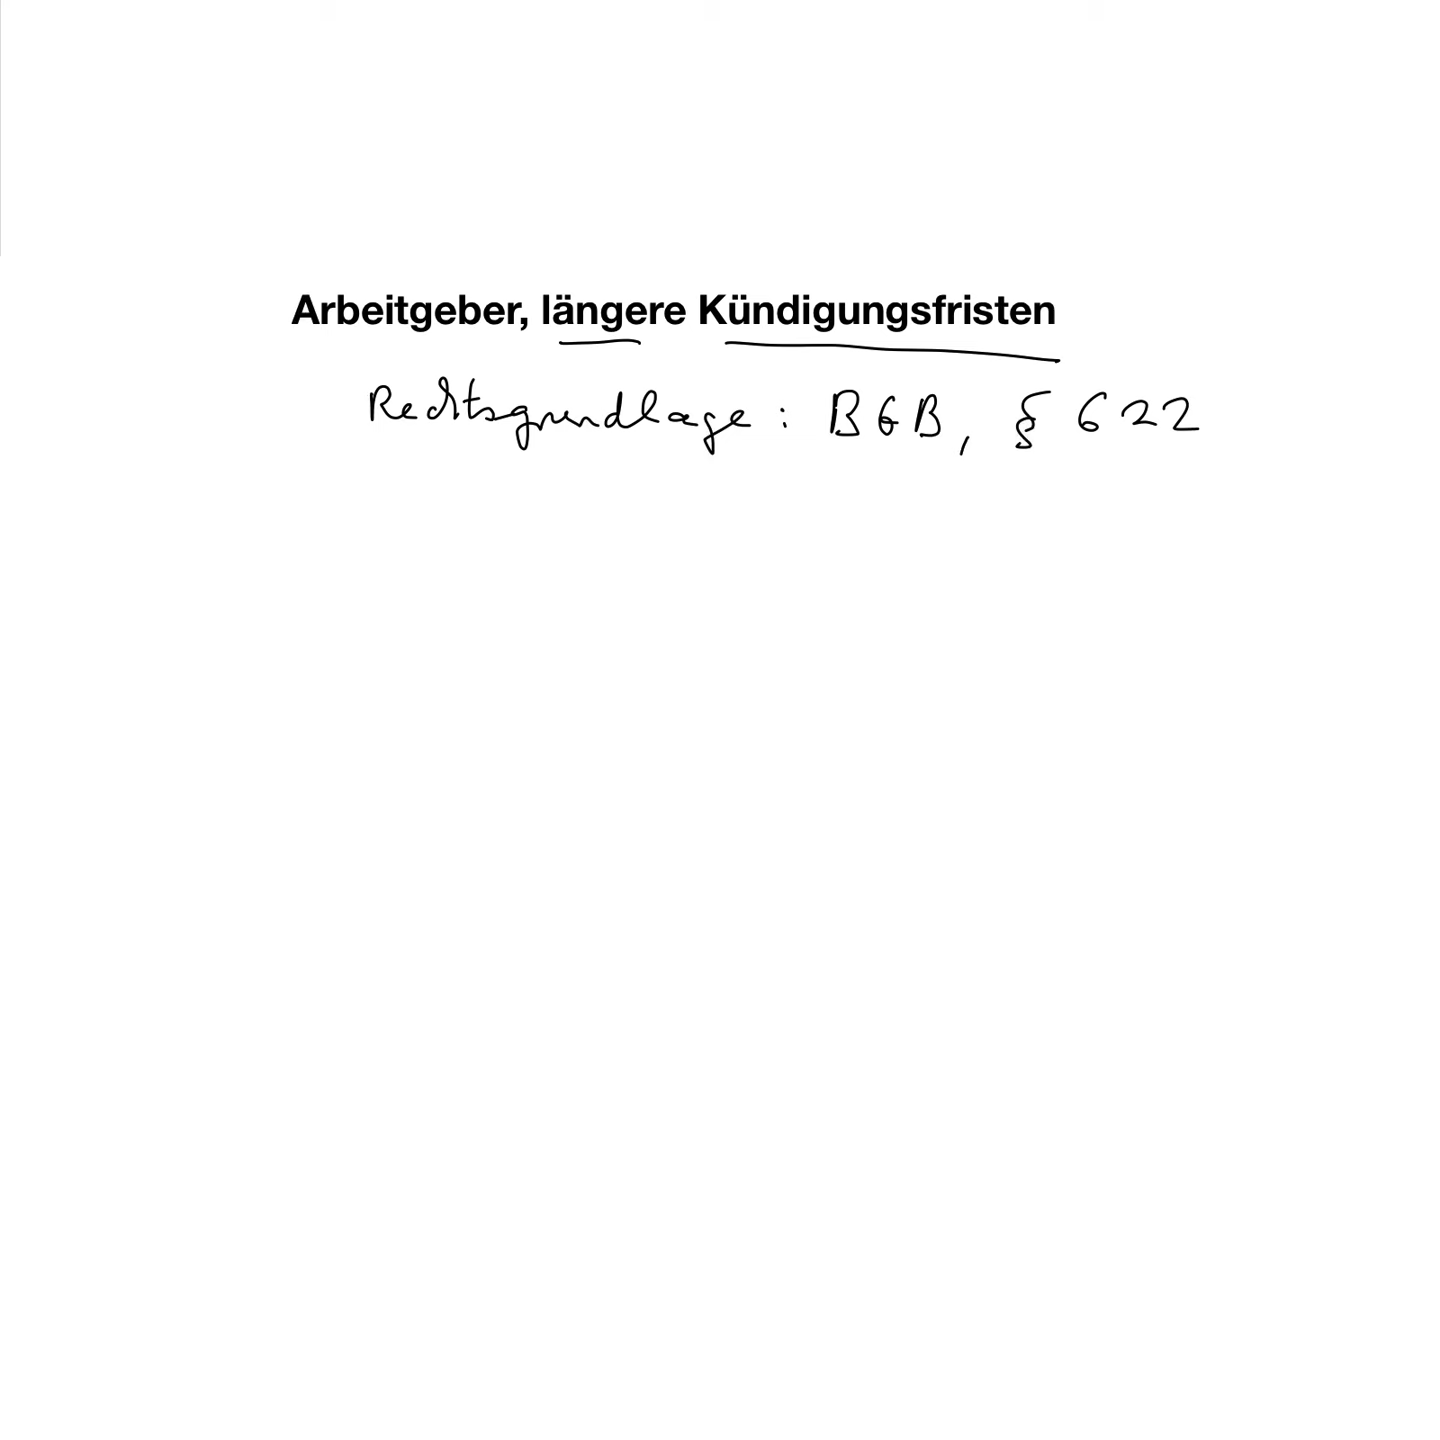 Arbeitgeber, längere Kündigungsfristen
Rechtsgrundlage: BGB, § 622